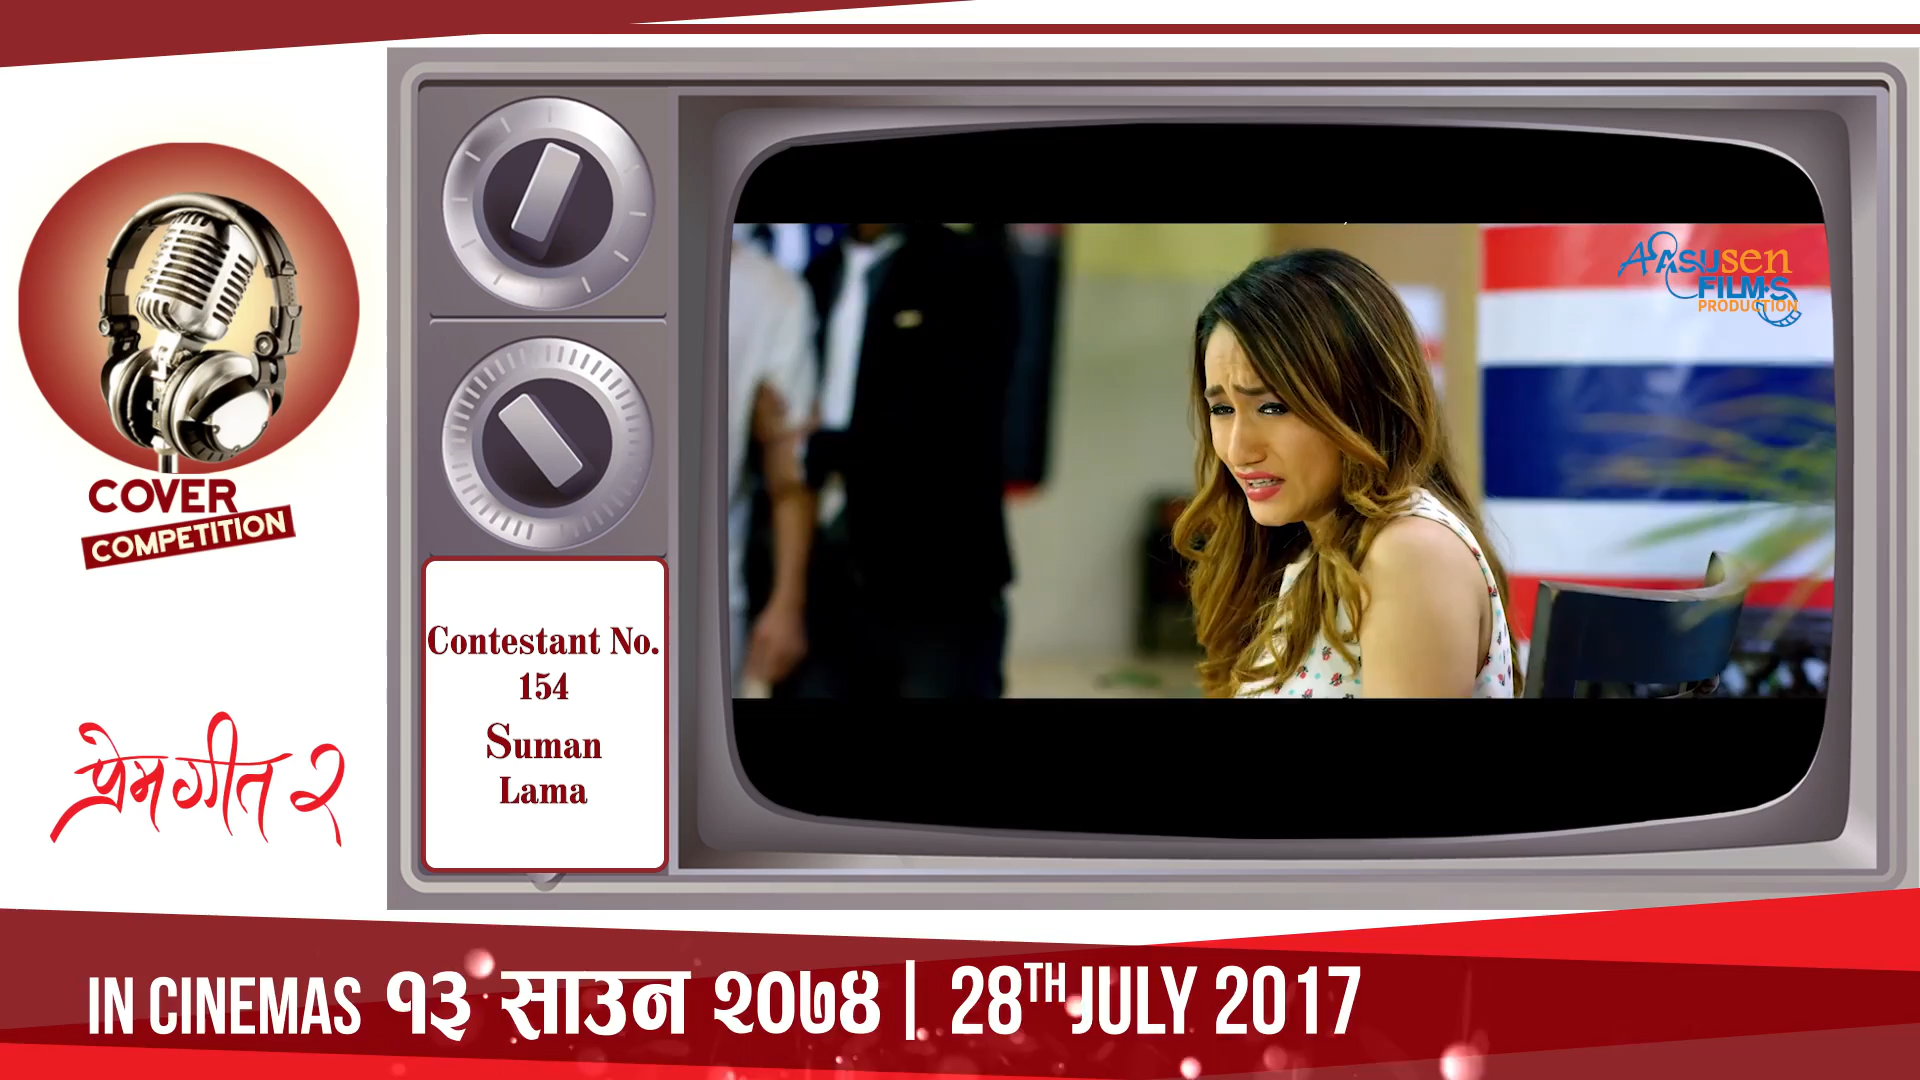 COVER
COMPETITION
प्रेम गीत २
Contestant No.
154
Suman
Lama
AASUsen
FILMS
PRODUCTION
IN CINEMAS १३ साउन २०७४ | 28TH JULY 2017